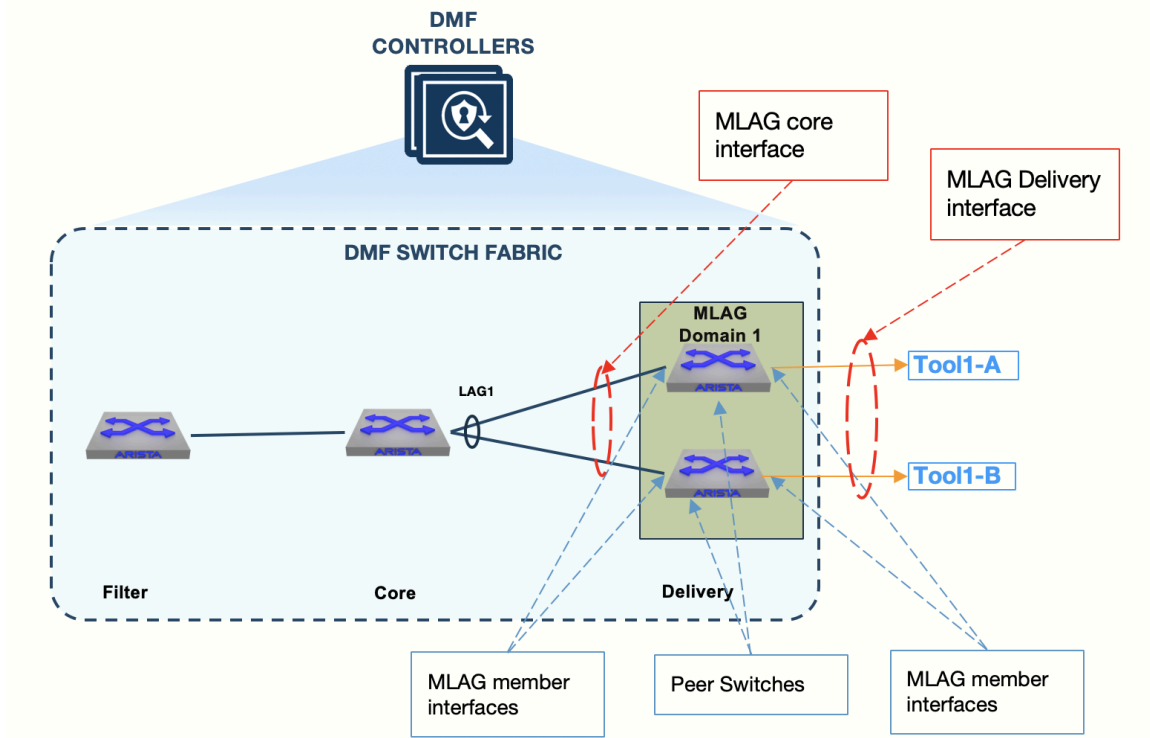 DMF
CONTROLLERS
MLAG core
interface
MLAG Delivery
interface
DMF SWITCH FABRIC
MLAG
Domain 1
ARISTA
Tool1-A
LAG1
ARISTA
ARISTA
ARISTA
Tool1-B
Filter
Core
Delivery
MLAG member
interfaces
Peer Switches
MLAG member
interfaces